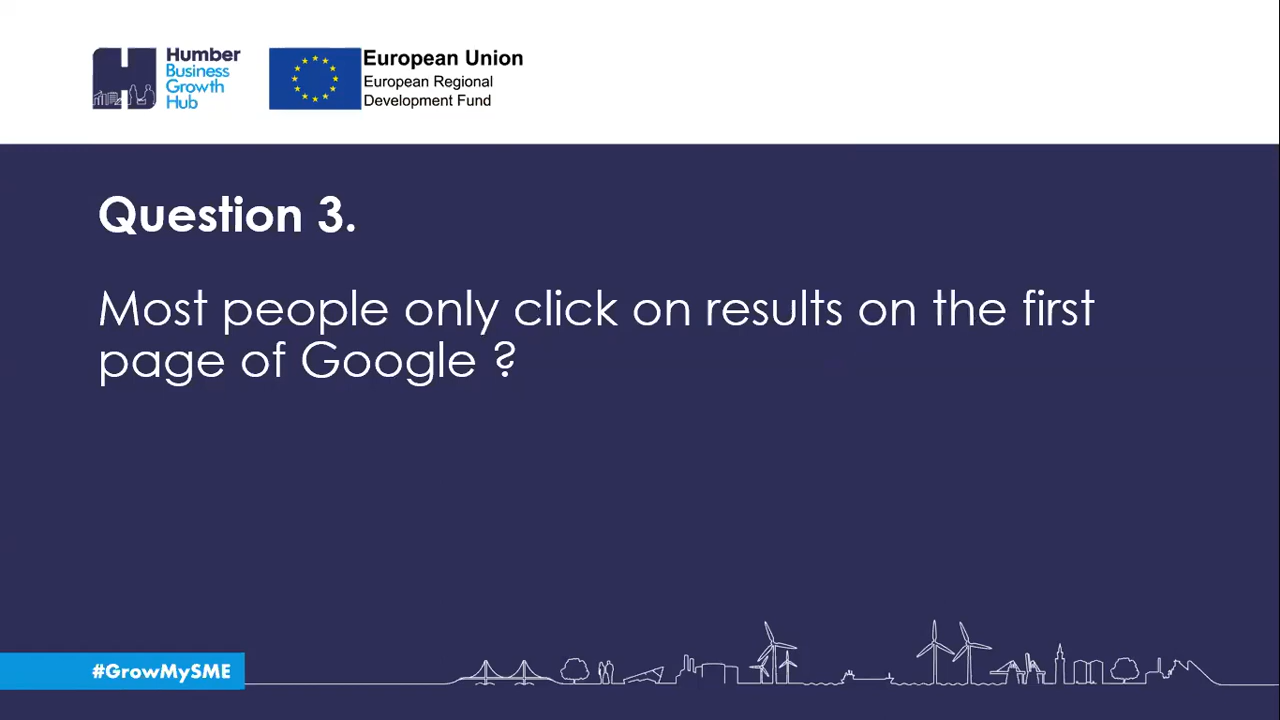 Humber
Business
Growth
Hub
European Union
European Regional
Development Fund
Question 3.
Most people only click on results on the first
page of Google ?
#GrowMySME